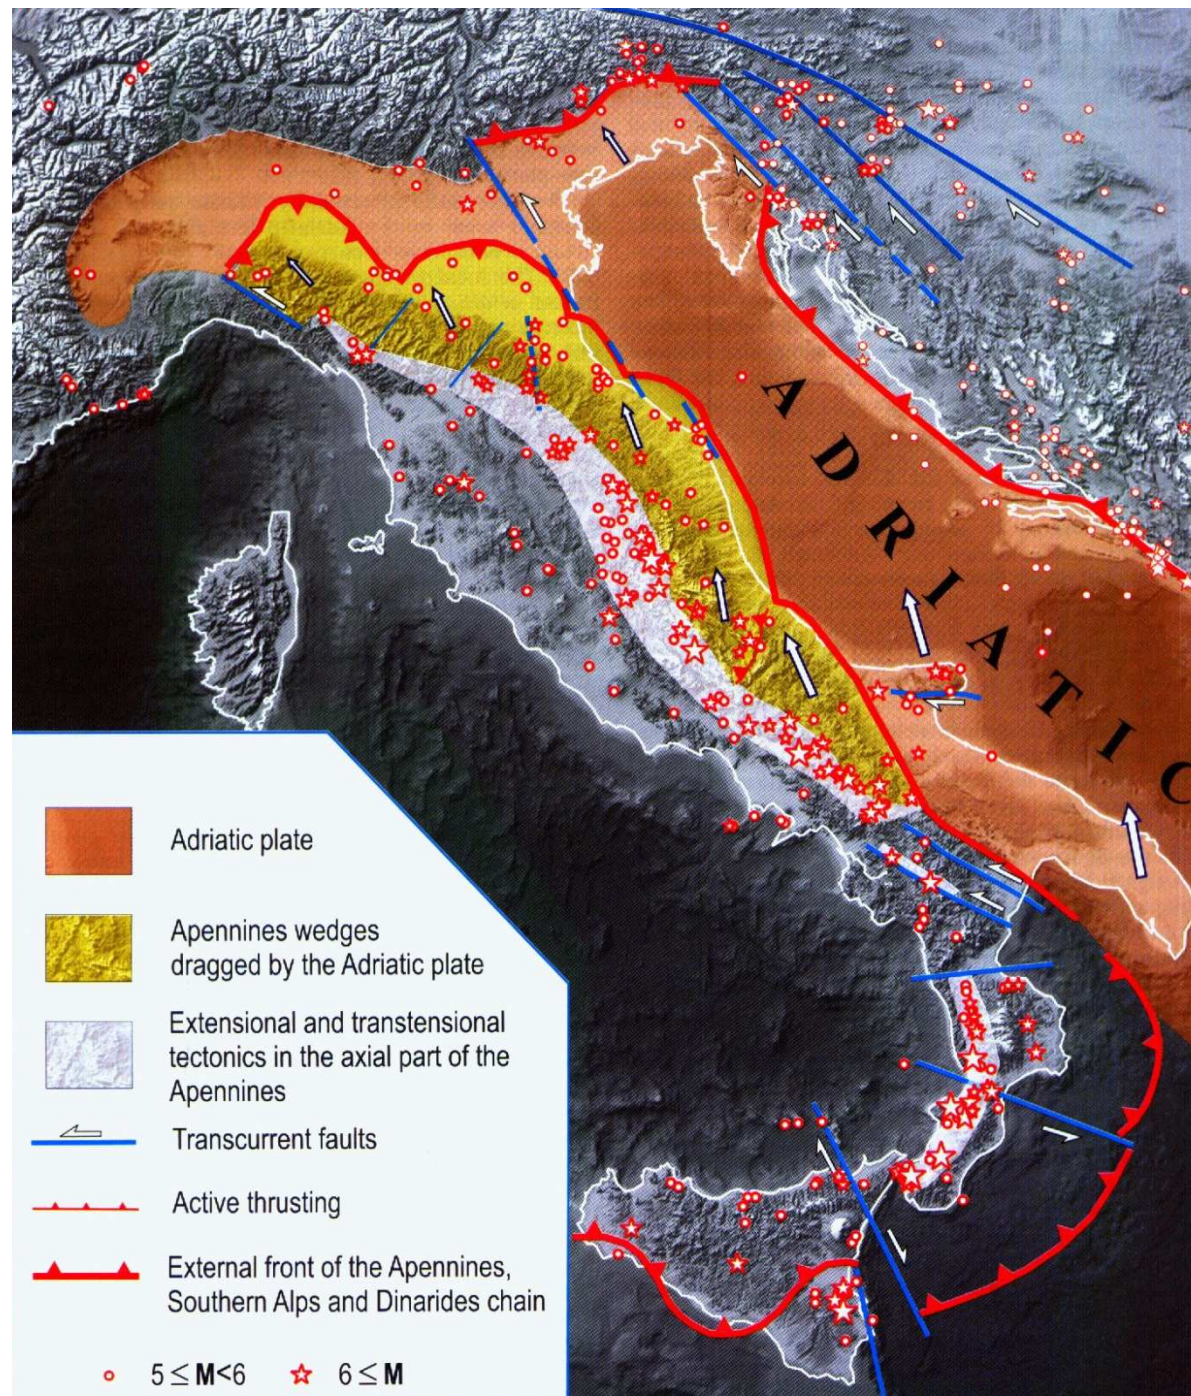 ADRIATIC
Adriatic plate
Apennines wedges
dragged by the Adriatic plate
Extensional and transtensional
tectonics in the axial part of the
Apennines
Transcurrent faults
Active thrusting
External front of the Apennines,
Southern Alps and Dinarides chain
5 ≤ M<6
6 ≤ M